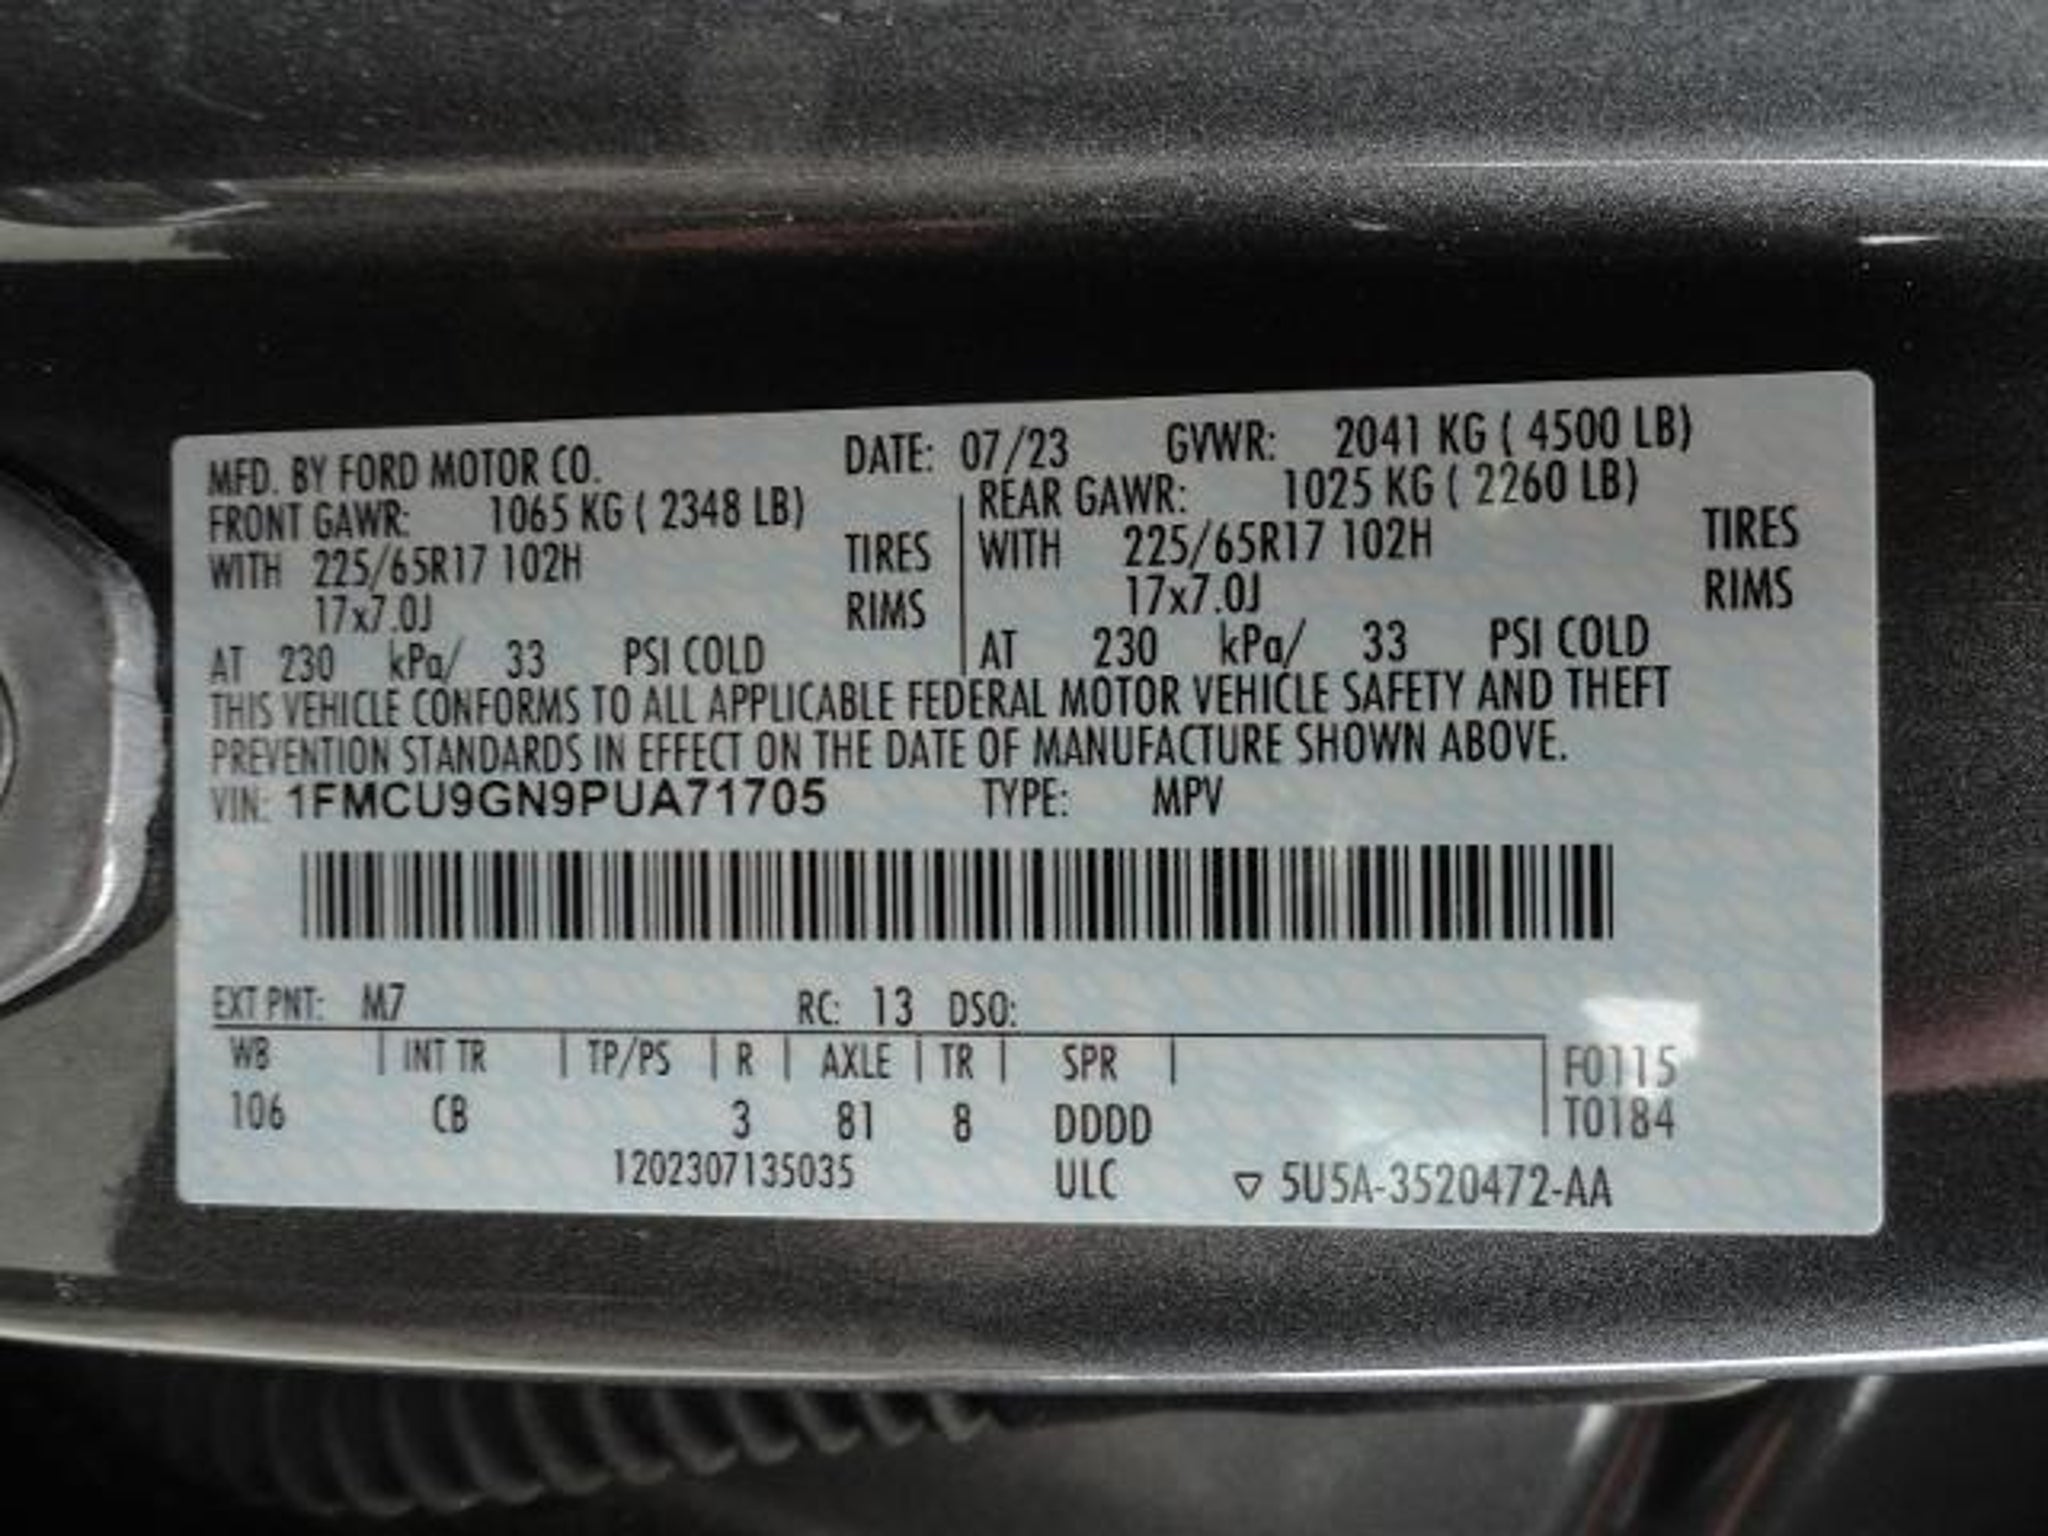 MFD. BY FORD MOTOR CO. DATE: 07/23 GVWR: 2041 KG ( 4500 LB)
FRONT GAWR: 1065 KG ( 2348 LB) REAR GAWR: 1025 KG ( 2260 LB)
WITH 225/65R17 102H TIRES WITH 225/65R17 102H TIRES
17x7.0J RIMS 17x7.0J RIMS
AT 230 kPa/ 33 PSI COLD AT 230 kPa/ 33 PSI COLD
THIS VEHICLE CONFORMS TO ALL APPLICABLE FEDERAL MOTOR VEHICLE SAFETY AND THEFT
PREVENTION STANDARDS IN EFFECT ON THE DATE OF MANUFACTURE SHOWN ABOVE.
VIN: 1FMCU9GN9PUA71705 TYPE: MPV
EXT PNT: M7 RC: 13 DSO:
WB INT TR TP/PS R AXLE TR SPR F0115
106 CB 3 81 8 DDDD T0184
1202307135035 ULC ▽ 5U5A-3520472-AA